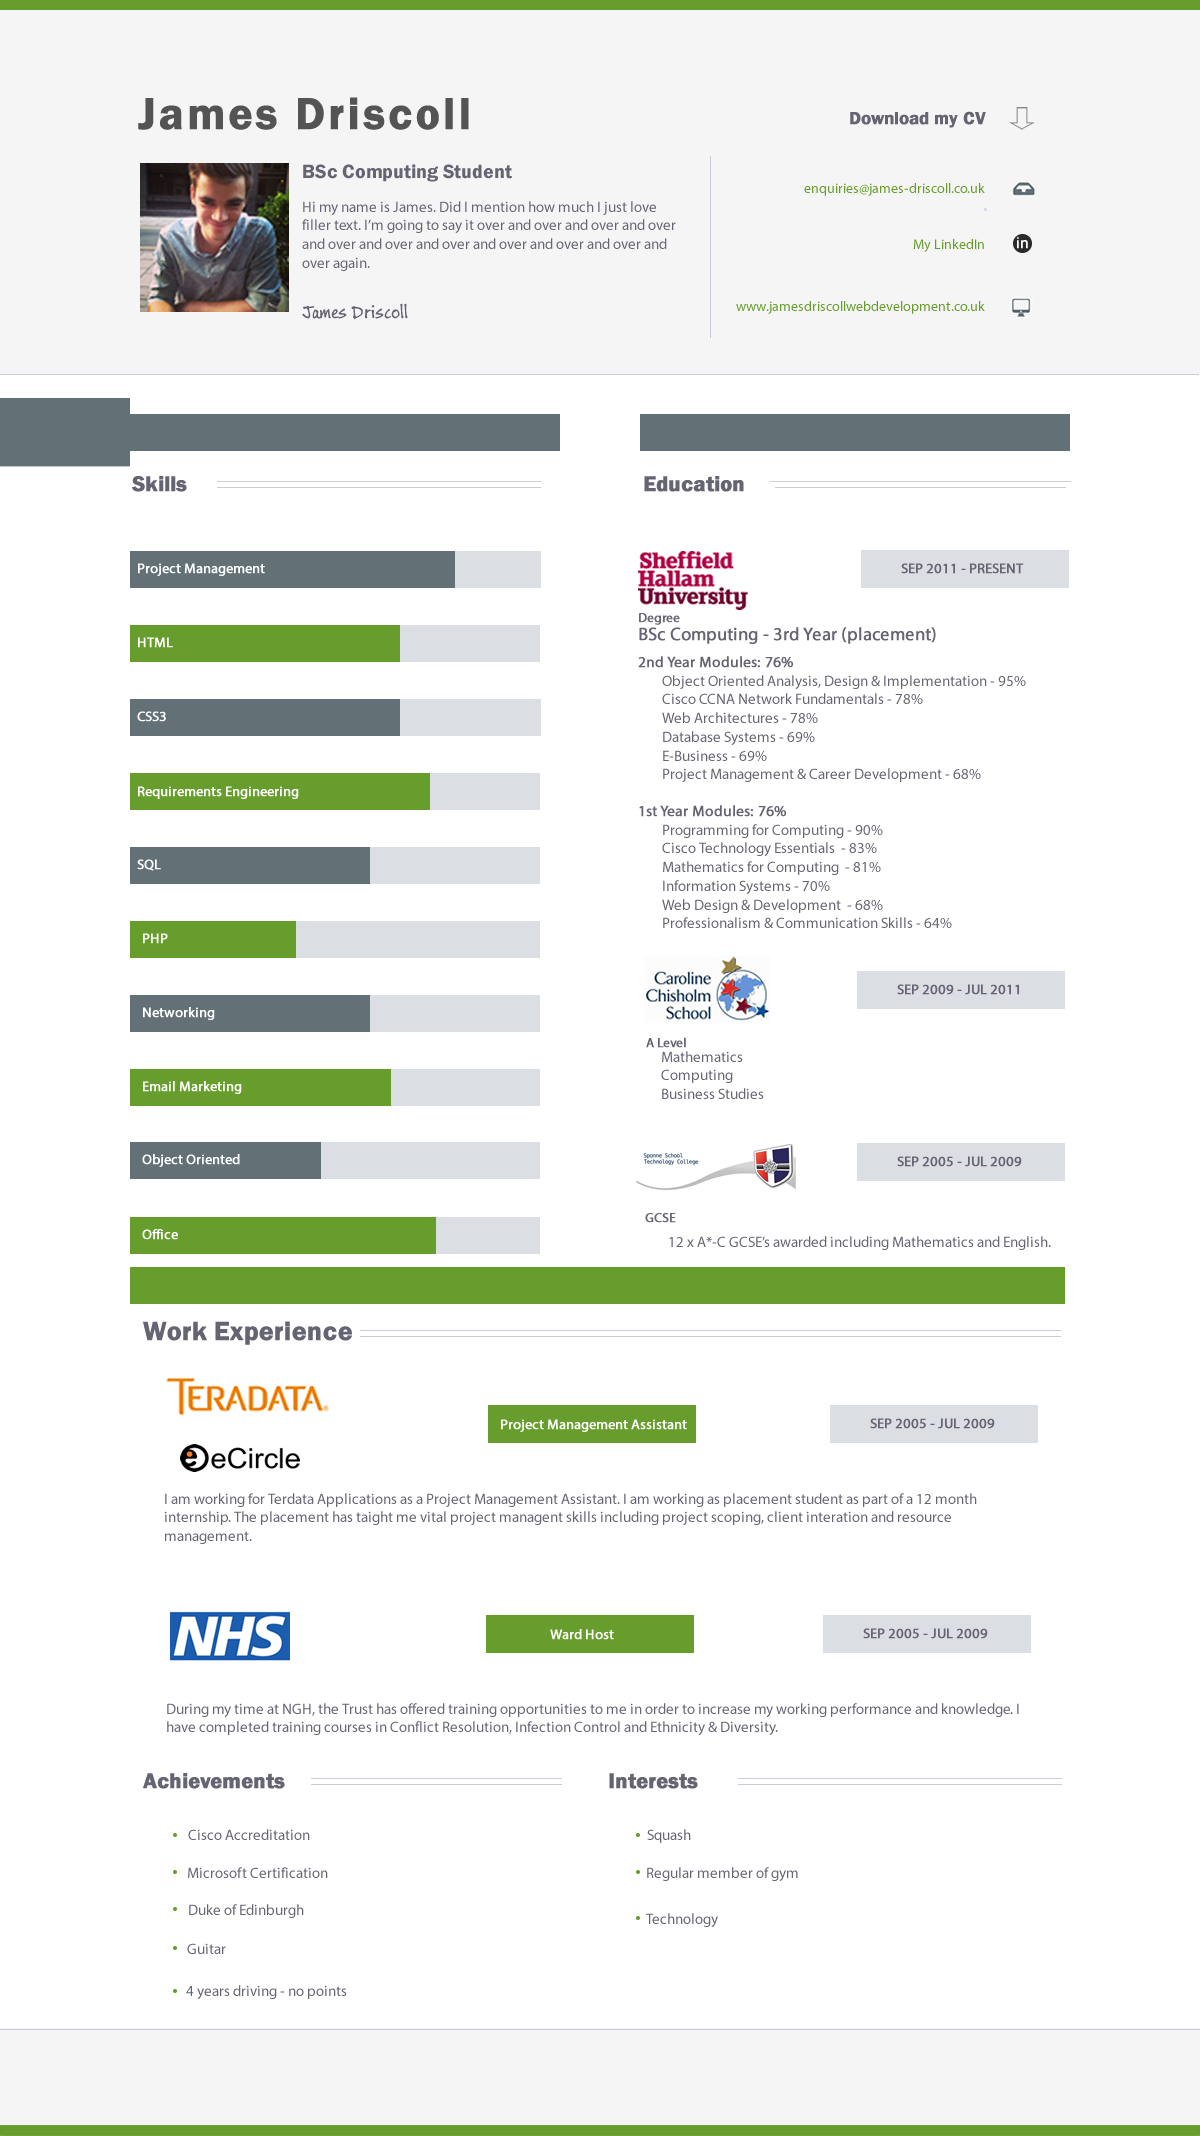 James Driscoll
Download my CV
BSc Computing Student
Hi my name is James. Did I mention how much I just love
filler text. I'm going to say it over and over and over and over
and over and over and over and over and over and over and
over again.
James Driscoll
enquiries@james-driscoll.co.uk
My LinkedIn
in
www.jamesdriscollwebdevelopment.co.uk
Skills
Project Management
HTML
CSS3
Requirements Engineering
SQL
PHP
Networking
Email Marketing
Object Oriented
Office
Education
Sheffield
Hallam
University
SEP 2011 - PRESENT
Degree
BSc Computing - 3rd Year (placement)
2nd Year Modules: 76%
Object Oriented Analysis, Design & Implementation - 95%
Cisco CCNA Network Fundamentals - 78%
Web Architectures - 78%
Database Systems - 69%
E-Business - 69%
Project Management & Career Development - 68%
1st Year Modules: 76%
Programming for Computing - 90%
Cisco Technology Essentials  - 83%
Mathematics for Computing  - 81%
Information Systems - 70%
Web Design & Development  - 68%
Professionalism & Communication Skills - 64%
Caroline
Chisholm
School
SEP 2009 - JUL 2011
A Level
Mathematics
Computing
Business Studies
Sponne School
Technology College
SEP 2005 - JUL 2009
GCSE
12 x A*-C GCSE's awarded including Mathematics and English.
Work Experience
TERADATA®
eCircle
Project Management Assistant
SEP 2005 - JUL 2009
I am working for Terdata Applications as a Project Management Assistant. I am working as placement student as part of a 12 month
internship. The placement has taight me vital project managent skills including project scoping, client interation and resource
management.
NHS
Ward Host
SEP 2005 - JUL 2009
During my time at NGH, the Trust has offered training opportunities to me in order to increase my working performance and knowledge. I
have completed training courses in Conflict Resolution, Infection Control and Ethnicity & Diversity.
Achievements
• Cisco Accreditation
• Microsoft Certification
• Duke of Edinburgh
• Guitar
• 4 years driving - no points
Interests
• Squash
• Regular member of gym
• Technology